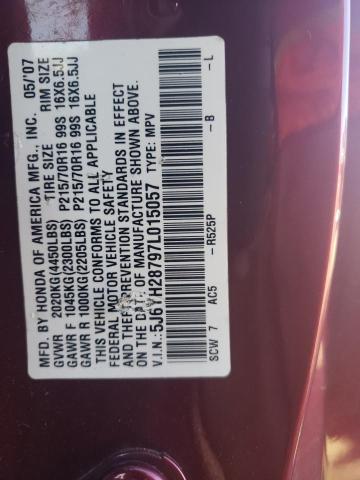 MFD. BY HONDA OF AMERICA MFG., INC. 05/'07
GVWR 2020KG(4450LBS) TIRE SIZE RIM SIZE
GAWR F 1045KG(2300LBS) P215/70R16 99S 16X6.5JJ
GAWR R 1000KG(2205LBS) P215/70R16 99S 16X6.5JJ
THIS VEHICLE CONFORMS TO ALL APPLICABLE
FEDERAL MOTOR VEHICLE SAFETY
AND THEFT PREVENTION STANDARDS IN EFFECT
ON THE DATE OF MANUFACTURE SHOWN ABOVE.
V.I.N.: 5J6YH28797L015057 TYPE: MPV
SCW 7 AC5 – R525P – B – L